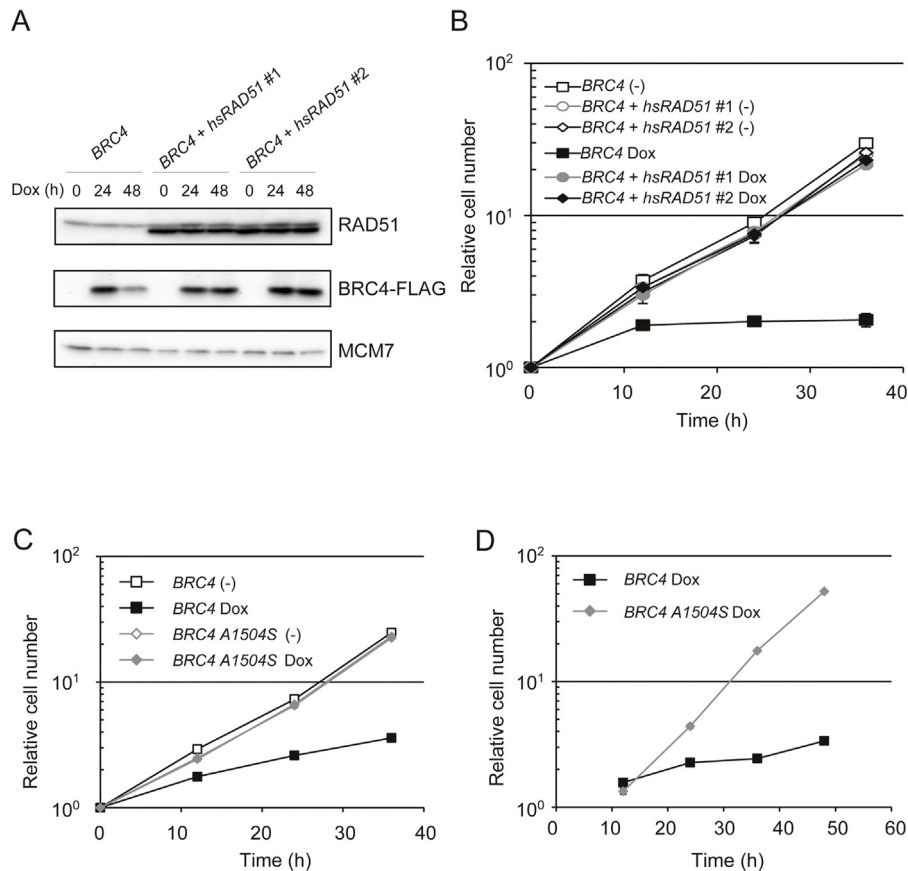 A
BRC4
BRC4 + hsRAD51 #1
BRC4 + hsRAD51 #2
Dox (h) 0 24 48 0 24 48 0 24 48
RAD51
BRC4-FLAG
MCM7
B
Relative cell number
10²
10¹
10⁰
BRC4 (-)
BRC4 + hsRAD51 #1 (-)
BRC4 + hsRAD51 #2 (-)
BRC4 Dox
BRC4 + hsRAD51 #1 Dox
BRC4 + hsRAD51 #2 Dox
0 10 20 30 40
Time (h)
C
Relative cell number
10²
10¹
10⁰
BRC4 (-)
BRC4 Dox
BRC4 A1504S (-)
BRC4 A1504S Dox
0 10 20 30 40
Time (h)
D
Relative cell number
10²
10¹
10⁰
BRC4 Dox
BRC4 A1504S Dox
0 10 20 30 40 50 60
Time (h)